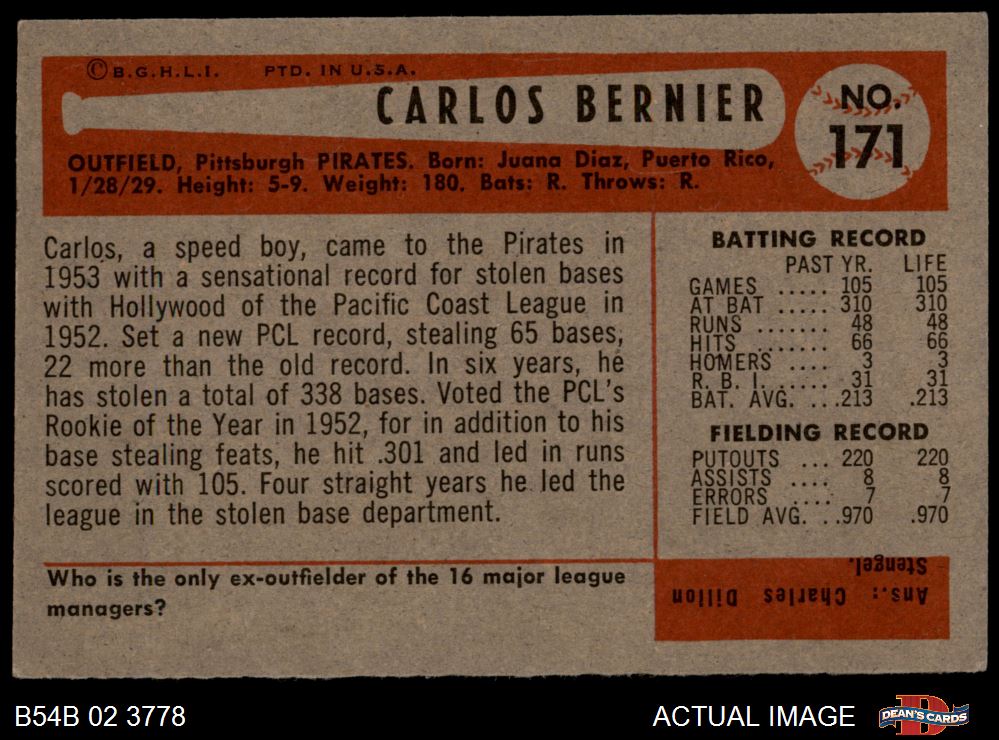 © B.G.H.L.I. PTD. IN U.S.A.
CARLOS BERNIER
NO.
171
OUTFIELD, Pittsburgh PIRATES. Born: Juana Diaz, Puerto Rico,
1/28/29. Height: 5-9. Weight: 180. Bats: R. Throws: R.
Carlos, a speed boy, came to the Pirates in
1953 with a sensational record for stolen bases
with Hollywood of the Pacific Coast League in
1952. Set a new PCL record, stealing 65 bases,
22 more than the old record. In six years, he
has stolen a total of 338 bases. Voted the PCL's
Rookie of the Year in 1952, for in addition to his
base stealing feats, he hit .301 and led in runs
scored with 105. Four straight years he led the
league in the stolen base department.
BATTING RECORD
PAST YR. LIFE
GAMES ..... 105 105
AT BAT ..... 310 310
RUNS ....... 48 48
HITS ........ 66 66
HOMERS .... 3 3
R. B. I. ...... 31 31
BAT. AVG. ...213 .213
FIELDING RECORD
PUTOUTS ... 220 220
ASSISTS .... 8 8
ERRORS .... 7 7
FIELD AVG. ..970 .970
Who is the only ex-outfielder of the 16 major league
managers?
Ans.: Charles Dillon
Stengel.
B54B 02 3778
ACTUAL IMAGE
DEAN'S CARDS